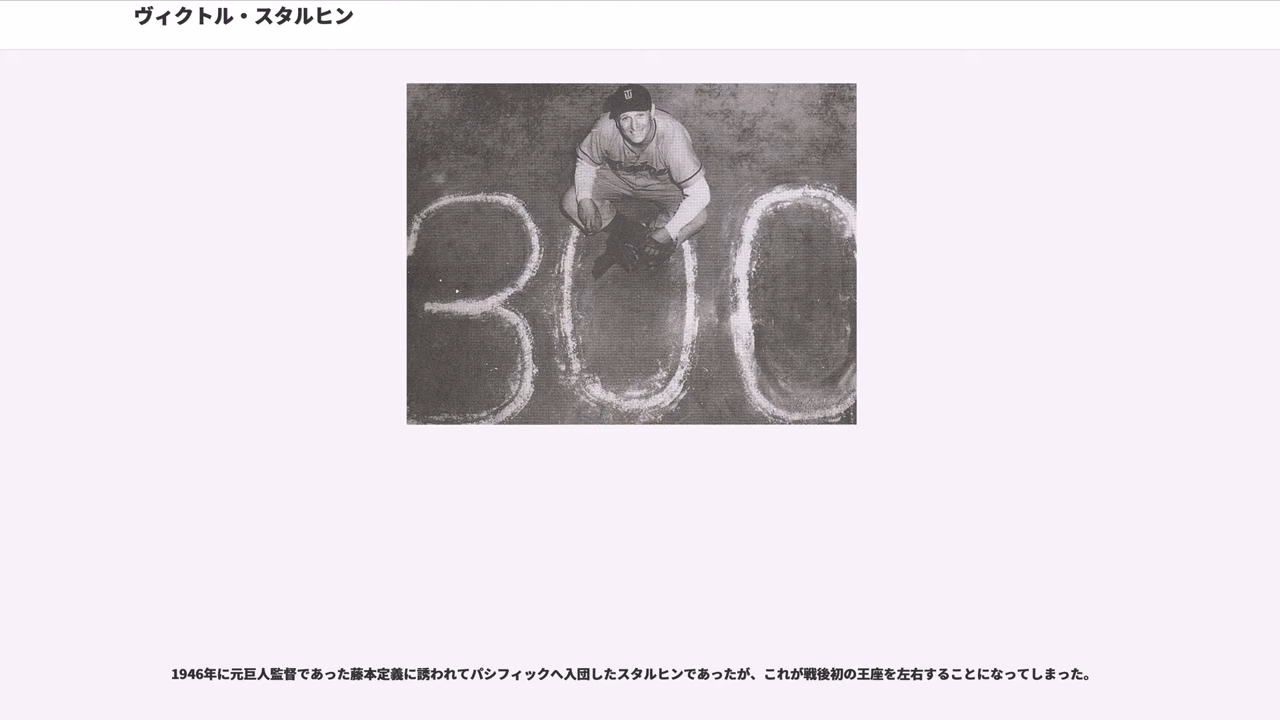 ヴィクトル・スタルヒン
300
1946年に元巨人監督であった藤本定義に誘われてパシフィックへ入団したスタルヒンであったが、これが戦後初の王座を左右することになってしまった。